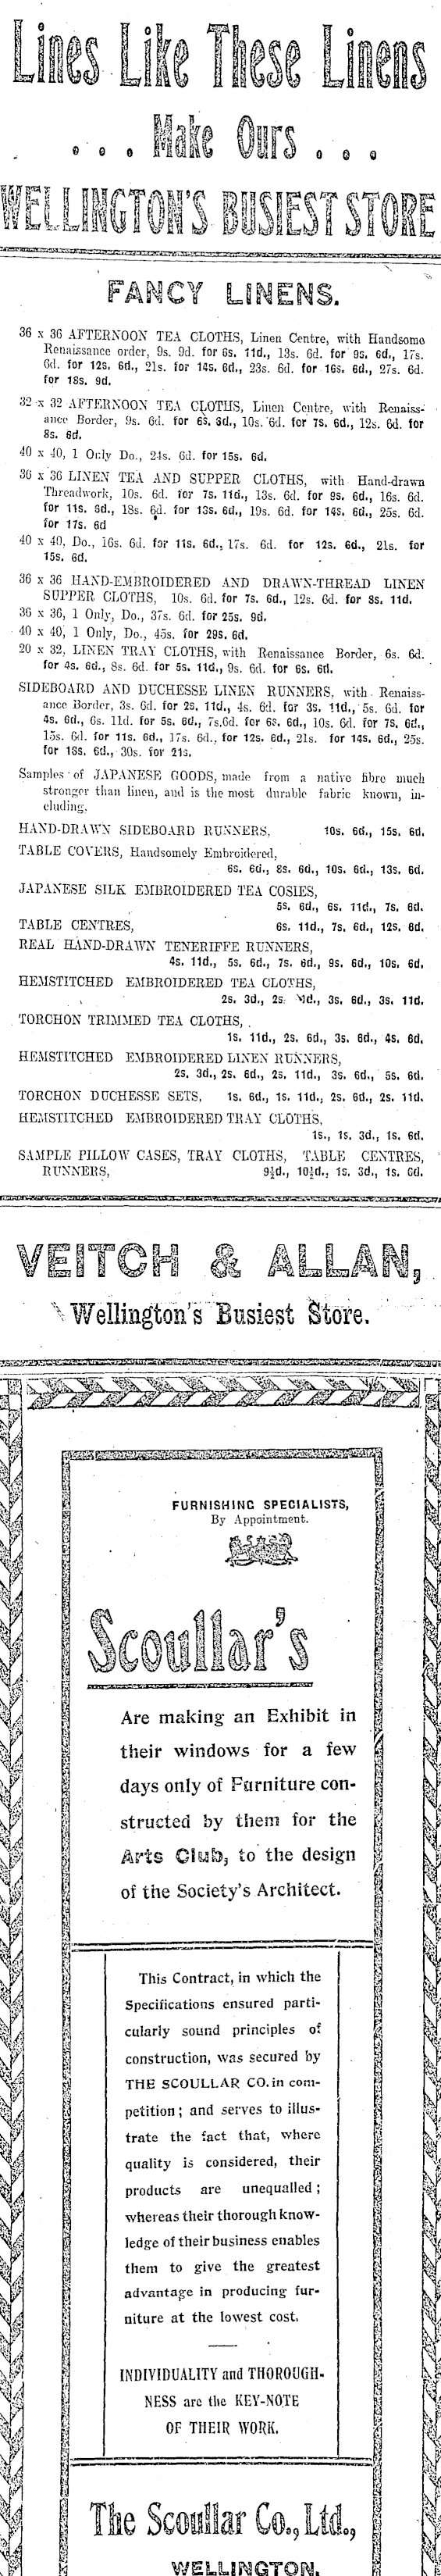 Lines Like These Linens
. . . Make Ours . . .
WELLINGTON'S BUSIEST STORE
FANCY LINENS.
36 x 36 AFTERNOON TEA CLOTHS, Linen Centre, with Handsome
Renaissance order, 9s. 9d. for 6s. 11d., 13s. 6d. for 9s. 6d., 17s.
6d. for 12s. 6d., 21s. for 14s. 6d., 23s. 6d. for 16s. 6d., 27s. 6d.
for 18s. 9d.
32 x 32 AFTERNOON TEA CLOTHS, Linen Centre, with Renaiss-
ance Border, 9s. 6d. for 6s. 8d., 10s. 6d. for 7s. 6d., 12s. 6d. for
8s. 6d.
40 x 40, 1 Only Do., 24s. 6d. for 15s. 6d.
36 x 36 LINEN TEA AND SUPPER CLOTHS, with Hand-drawn
Threadwork, 10s. 6d. for 7s. 11d., 13s. 6d. for 9s. 6d., 16s. 6d.
for 11s. 8d., 18s. 6d. for 13s. 6d., 19s. 6d. for 14s. 6d., 25s. 6d.
for 17s. 6d
40 x 40, Do., 16s. 6d. for 11s. 6d., 17s. 6d. for 12s. 6d., 21s. for
15s. 6d.
36 x 36 HAND-EMBROIDERED AND DRAWN-THREAD LINEN
SUPPER CLOTHS, 10s. 6d. for 7s. 6d., 12s. 6d. for 8s. 11d.
36 x 36, 1 Only, Do., 37s. 6d. for 25s. 9d.
40 x 40, 1 Only, Do., 45s. for 29s. 6d.
20 x 32, LINEN TRAY CLOTHS, with Renaissance Border, 6s. 6d.
for 4s. 6d., 8s. 6d. for 5s. 11d., 9s. 6d. for 6s. 6d.
SIDEBOARD AND DUCHESSE LINEN RUNNERS, with Renaiss-
ance Border, 3s. 6d. for 2s. 11d., 4s. 6d. for 3s. 11d., 5s. 6d. for
4s. 6d., 6s. 11d. for 5s. 6d., 7s.6d. for 6s. 6d., 10s. 6d. for 7s. 6d.,
15s. 6d. for 11s. 6d., 17s. 6d., for 12s. 6d., 21s. for 14s. 6d., 25s.
for 18s. 6d., 30s. for 21s.
Samples of JAPANESE GOODS, made from a native fibre much
stronger than linen, and is the most durable fabric known, in-
cluding.
HAND-DRAWN SIDEBOARD RUNNERS, 10s. 6d., 15s. 6d.
TABLE COVERS, Handsomely Embroidered,
6s. 6d., 8s. 6d., 10s. 6d., 13s. 6d.
JAPANESE SILK EMBROIDERED TEA COSIES,
5s. 6d., 6s. 11d., 7s. 6d.
TABLE CENTRES, 6s. 11d., 7s. 6d., 12s. 6d.
REAL HAND-DRAWN TENERIFFE RUNNERS,
4s. 11d., 5s. 6d., 7s. 6d., 9s. 6d., 10s. 6d.
HEMSTITCHED EMBROIDERED TEA CLOTHS,
2s. 3d., 2s. 3s. 6d., 3s. 11d.
TORCHON TRIMMED TEA CLOTHS,
1s. 11d., 2s. 6d., 3s. 6d., 4s. 6d.
HEMSTITCHED EMBROIDERED LINEN RUNNERS,
2s. 3d., 2s. 6d., 2s. 11d., 3s. 6d., 5s. 6d.
TORCHON DUCHESSE SETS, 1s. 6d., 1s. 11d., 2s. 6d., 2s. 11d.
HEMSTITCHED EMBROIDERED TRAY CLOTHS,
1s., 1s. 3d., 1s. 6d.
SAMPLE PILLOW CASES, TRAY CLOTHS, TABLE CENTRES,
RUNNERS, 9½d., 10½d., 1s. 3d., 1s. 6d.
VEITCH & ALLAN,
Wellington's Busiest Store.
FURNISHING SPECIALISTS,
By Appointment.
Scoullar's
Are making an Exhibit in
their windows for a few
days only of Furniture con-
structed by them for the
Arts Club, to the design
of the Society's Architect.
This Contract, in which the
Specifications ensured parti-
cularly sound principles of
construction, was secured by
THE SCOULLAR CO. in com-
petition; and serves to illus-
trate the fact that, where
quality is considered, their
products are unequalled;
whereas their thorough know-
ledge of their business enables
them to give the greatest
advantage in producing fur-
niture at the lowest cost.
INDIVIDUALITY and THOROUGH-
NESS are the KEY-NOTE
OF THEIR WORK.
The Scoullar Co., Ltd.,
WELLINGTON.